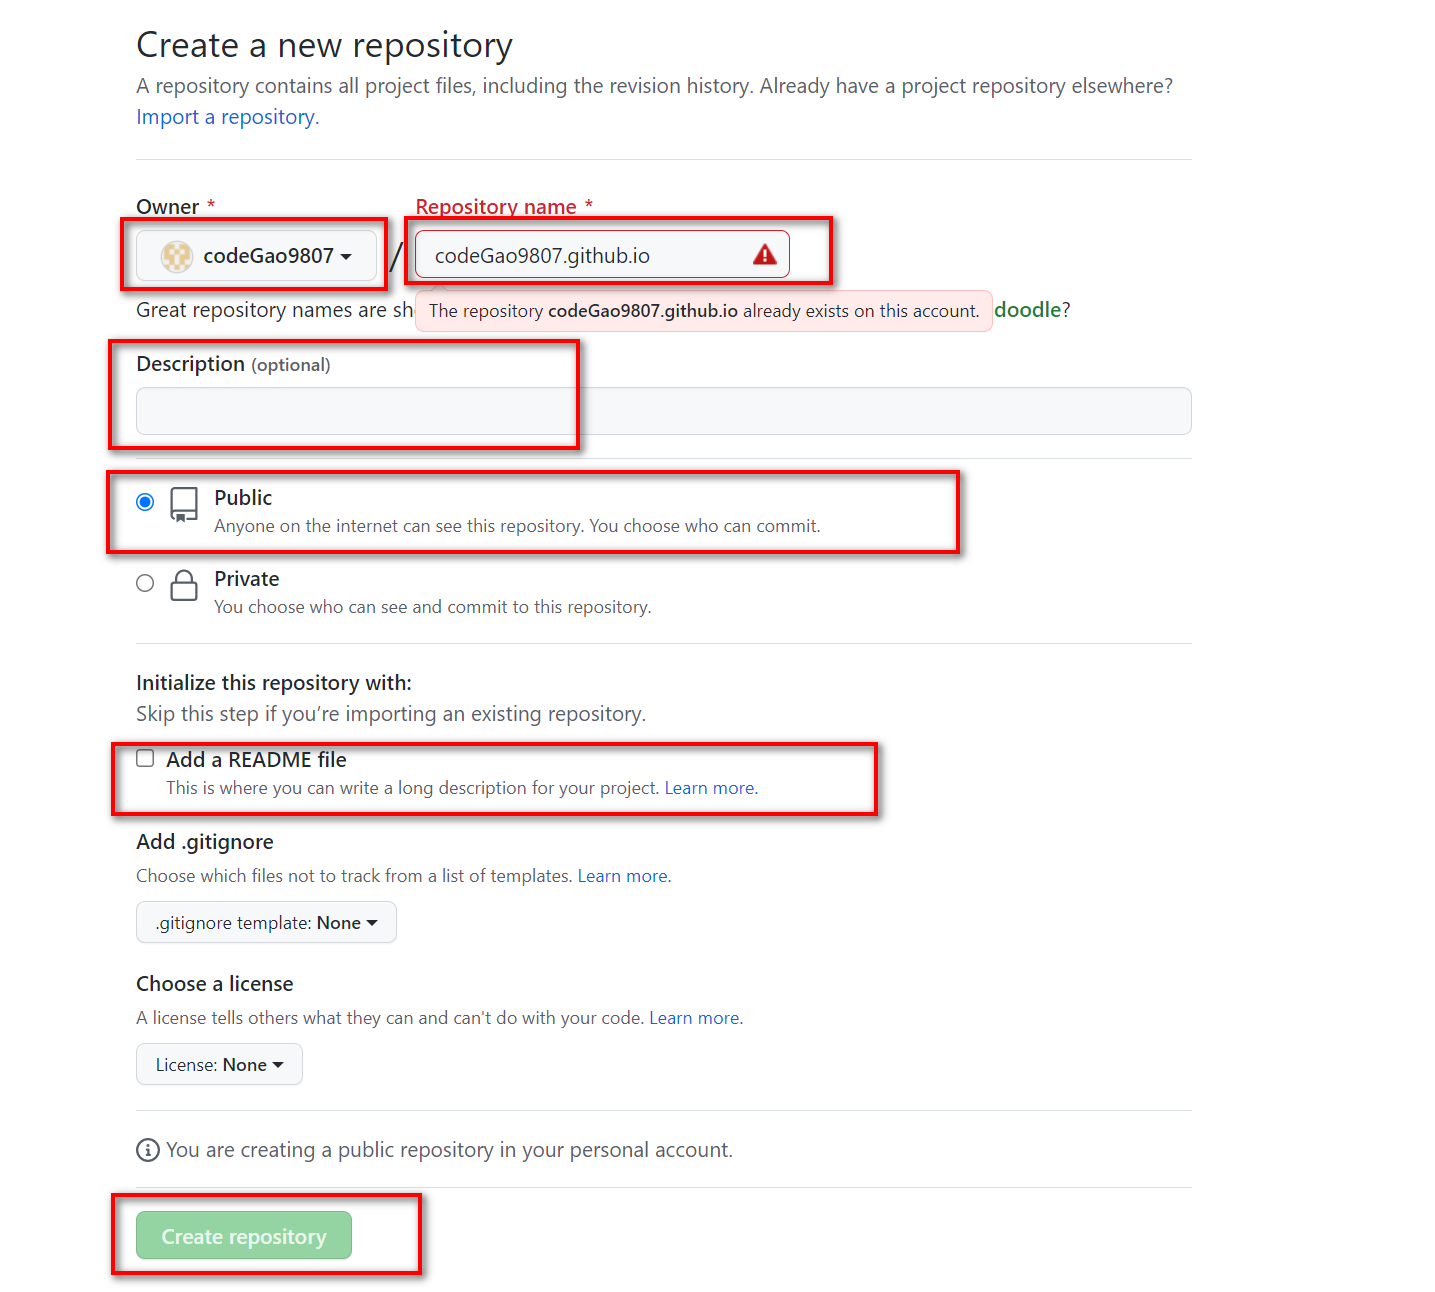 Create a new repository
A repository contains all project files, including the revision history. Already have a project repository elsewhere?
Import a repository.
Owner * Repository name *
codeGao9807 / codeGao9807.github.io
Great repository names are sh doodle?
The repository codeGao9807.github.io already exists on this account.
Description (optional)
Public
Anyone on the internet can see this repository. You choose who can commit.
Private
You choose who can see and commit to this repository.
Initialize this repository with:
Skip this step if you’re importing an existing repository.
Add a README file
This is where you can write a long description for your project. Learn more.
Add .gitignore
Choose which files not to track from a list of templates. Learn more.
.gitignore template: None
Choose a license
A license tells others what they can and can't do with your code. Learn more.
License: None
You are creating a public repository in your personal account.
Create repository